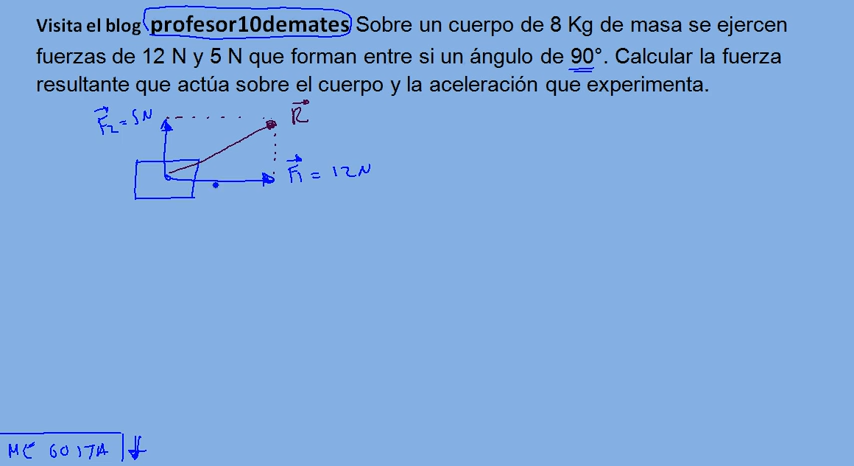 Visita el blog profesor10demates Sobre un cuerpo de 8 Kg de masa se ejercen
fuerzas de 12 N y 5 N que forman entre si un ángulo de 90°. Calcular la fuerza
resultante que actúa sobre el cuerpo y la aceleración que experimenta.
F2 = 5N
R
F1 = 12N
ME GUSTA